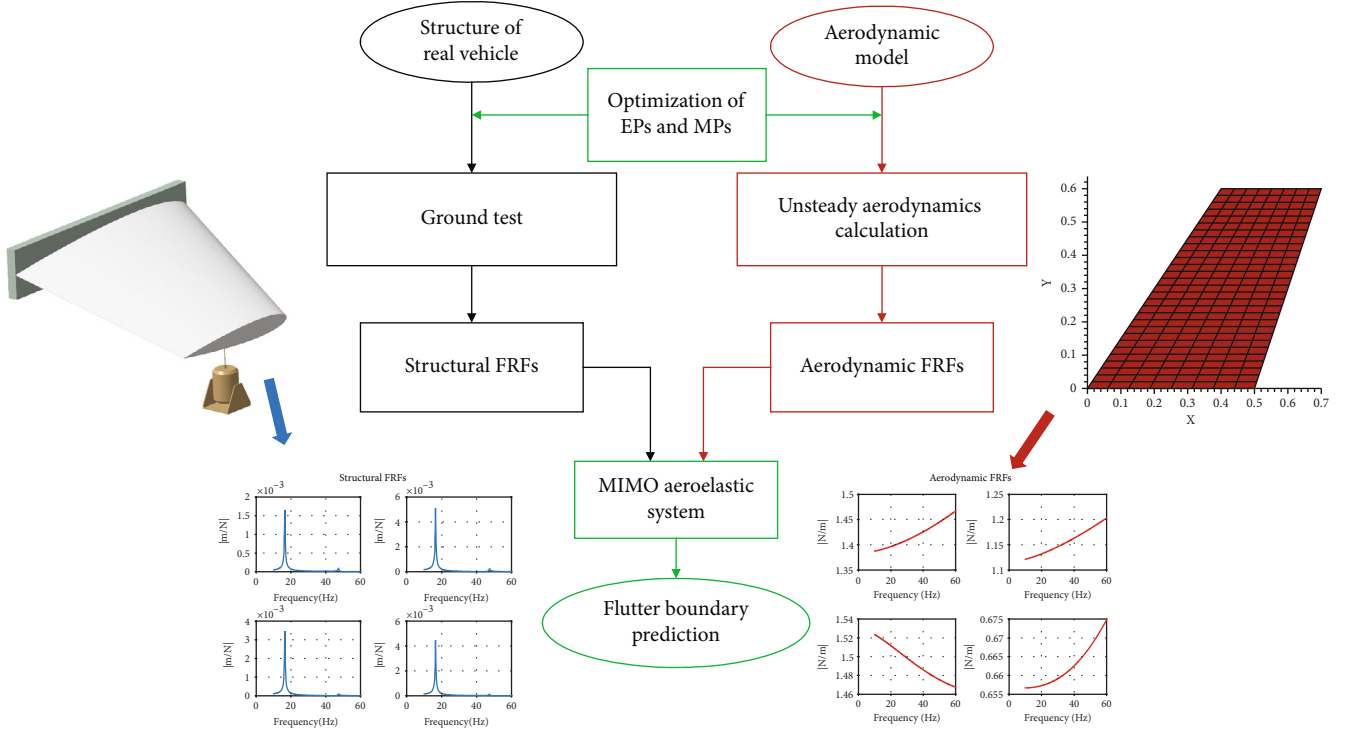 Structure of
real vehicle
Aerodynamic
model
Optimization of
EPs and MPs
Ground test
Unsteady aerodynamics
calculation
Structural FRFs
Aerodynamic FRFs
MIMO aeroelastic
system
Flutter boundary
prediction
0.6
0.5
0.4
0.3
0.2
0.1
0
Y
0 0.1 0.2 0.3 0.4 0.5 0.6 0.7
X
Structural FRFs
×10⁻³
2
1.5
1
0.5
0
|m/N|
0 20 40 60
Frequency(Hz)
×10⁻³
6
4
2
0
|m/N|
0 20 40 60
Frequency(Hz)
×10⁻³
4
3
2
1
0
|m/N|
0 20 40 60
Frequency(Hz)
×10⁻³
6
4
2
0
|m/N|
0 20 40 60
Frequency(Hz)
Aerodynamic FRFs
1.5
1.45
1.4
1.35
|N/m|
0 20 40 60
Frequency (Hz)
1.25
1.2
1.15
1.1
|N/m|
0 20 40 60
Frequency (Hz)
1.54
1.52
1.5
1.48
1.46
|N/m|
0 20 40 60
Frequency (Hz)
0.675
0.67
0.665
0.66
0.655
|N/m|
0 20 40 60
Frequency (Hz)